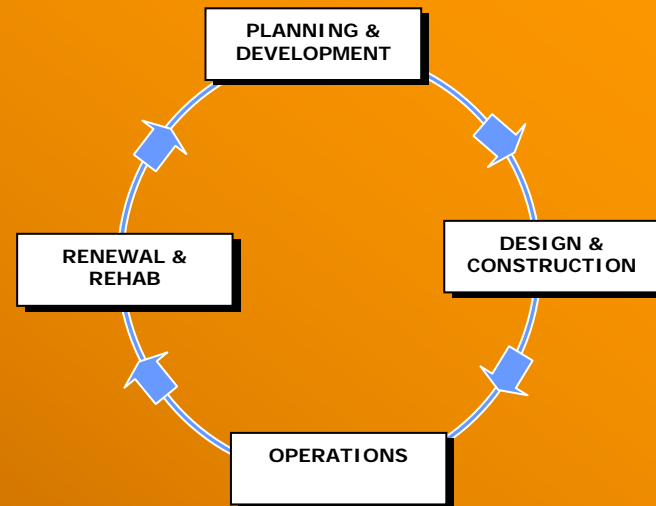 PLANNING &
DEVELOPMENT
DESIGN &
CONSTRUCTION
RENEWAL &
REHAB
OPERATIONS